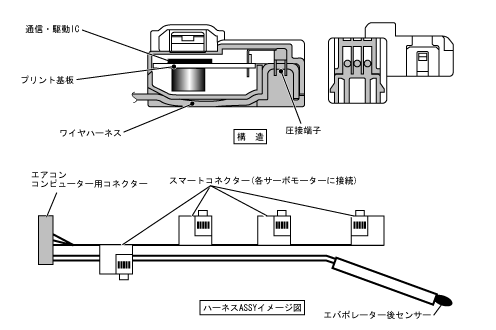 通信・駆動IC
プリント基板
ワイヤハーネス
圧接端子
構 造
エアコン
コンピューター用コネクター
スマートコネクター(各サーボモーターに接続)
ハーネスASSYイメージ図
エバポレーター後センサー